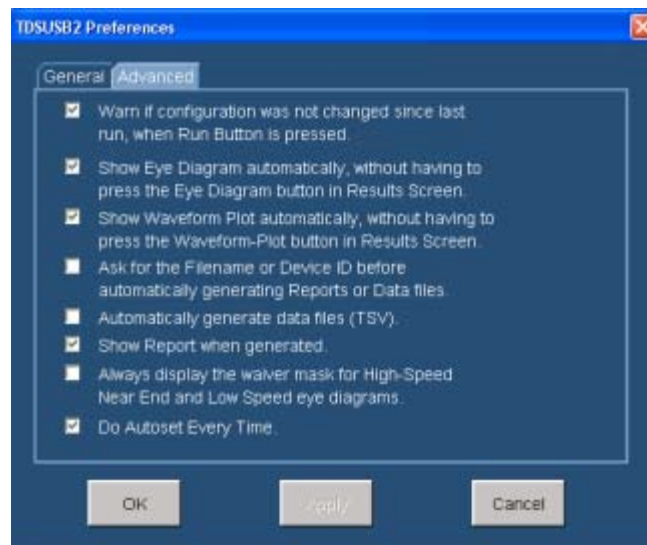 TDSUSB2 Preferences
General Advanced
Warn if configuration was not changed since last
run, when Run Button is pressed.
Show Eye Diagram automatically, without having to
press the Eye Diagram button in Results Screen.
Show Waveform Plot automatically, without having to
press the Waveform-Plot button in Results Screen.
Ask for the Filename or Device ID before
automatically generating Reports or Data files.
Automatically generate data files (TSV).
Show Report when generated.
Always display the waiver mask for High-Speed
Near End and Low Speed eye diagrams.
Do Autoset Every Time.
OK Apply Cancel